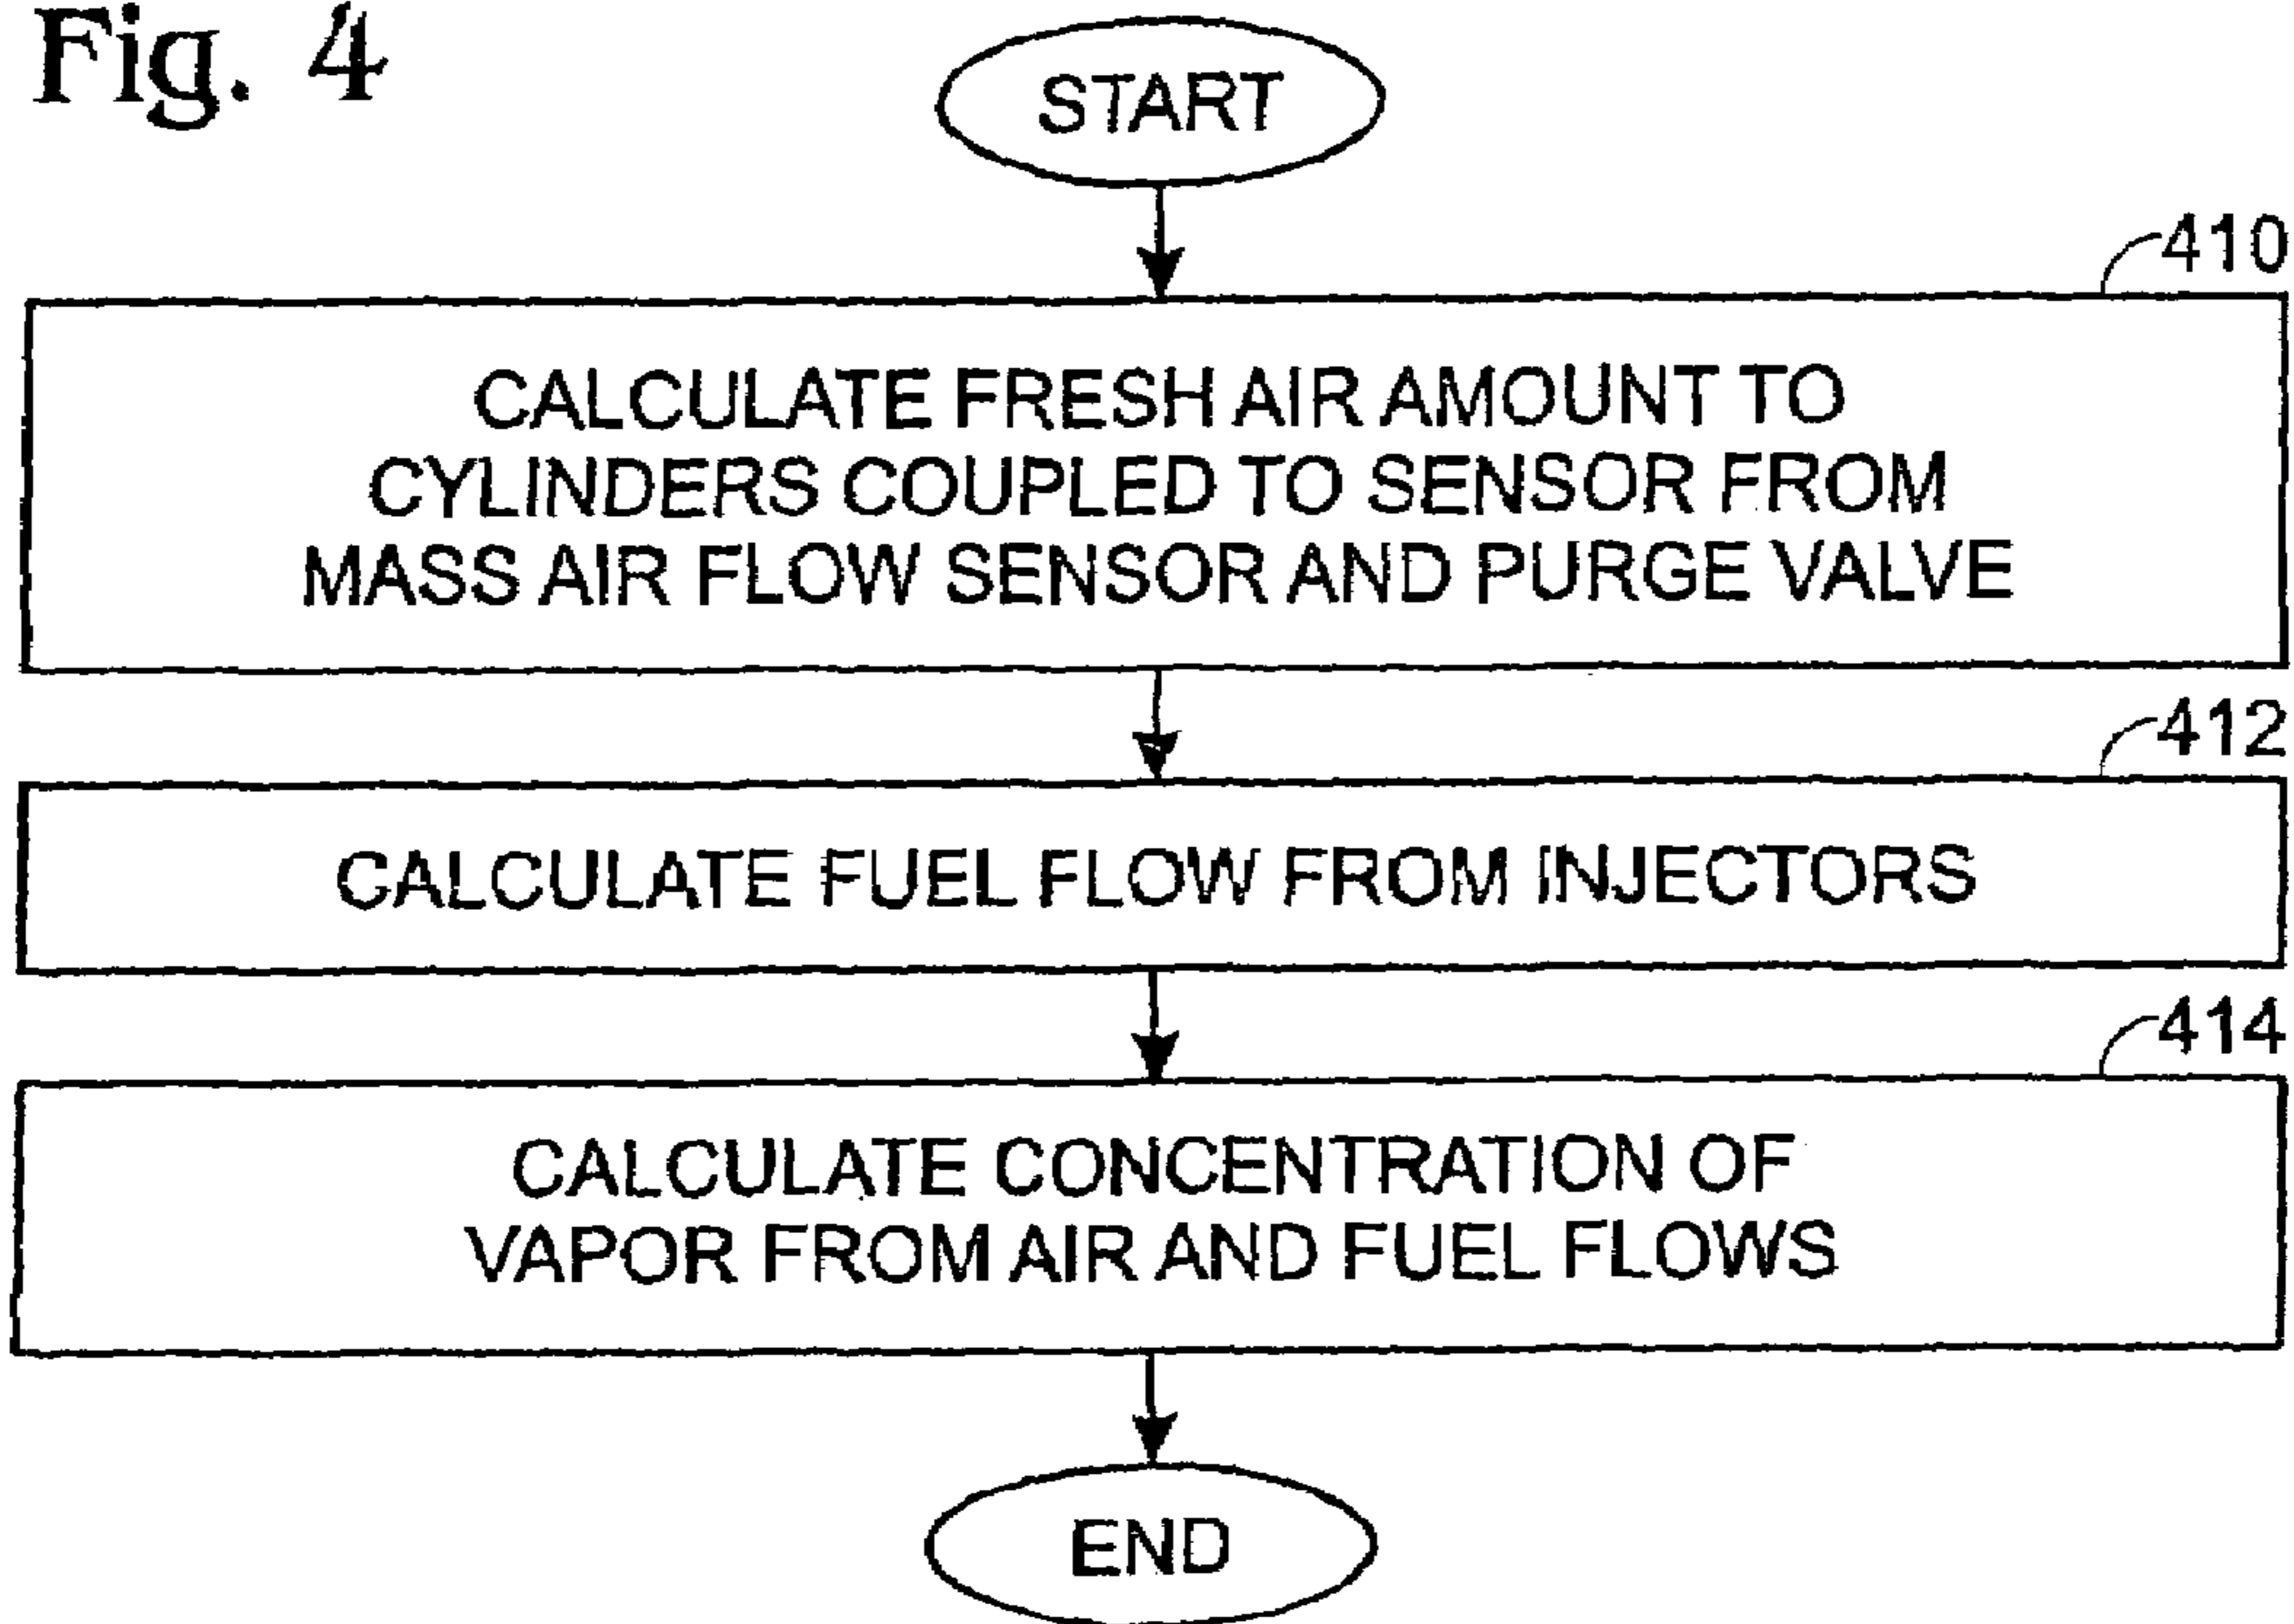 Fig. 4
START
410
CALCULATE FRESH AIR AMOUNT TO
CYLINDERS COUPLED TO SENSOR FROM
MASS AIR FLOW SENSOR AND PURGE VALVE
412
CALCULATE FUEL FLOW FROM INJECTORS
414
CALCULATE CONCENTRATION OF
VAPOR FROM AIR AND FUEL FLOWS
END